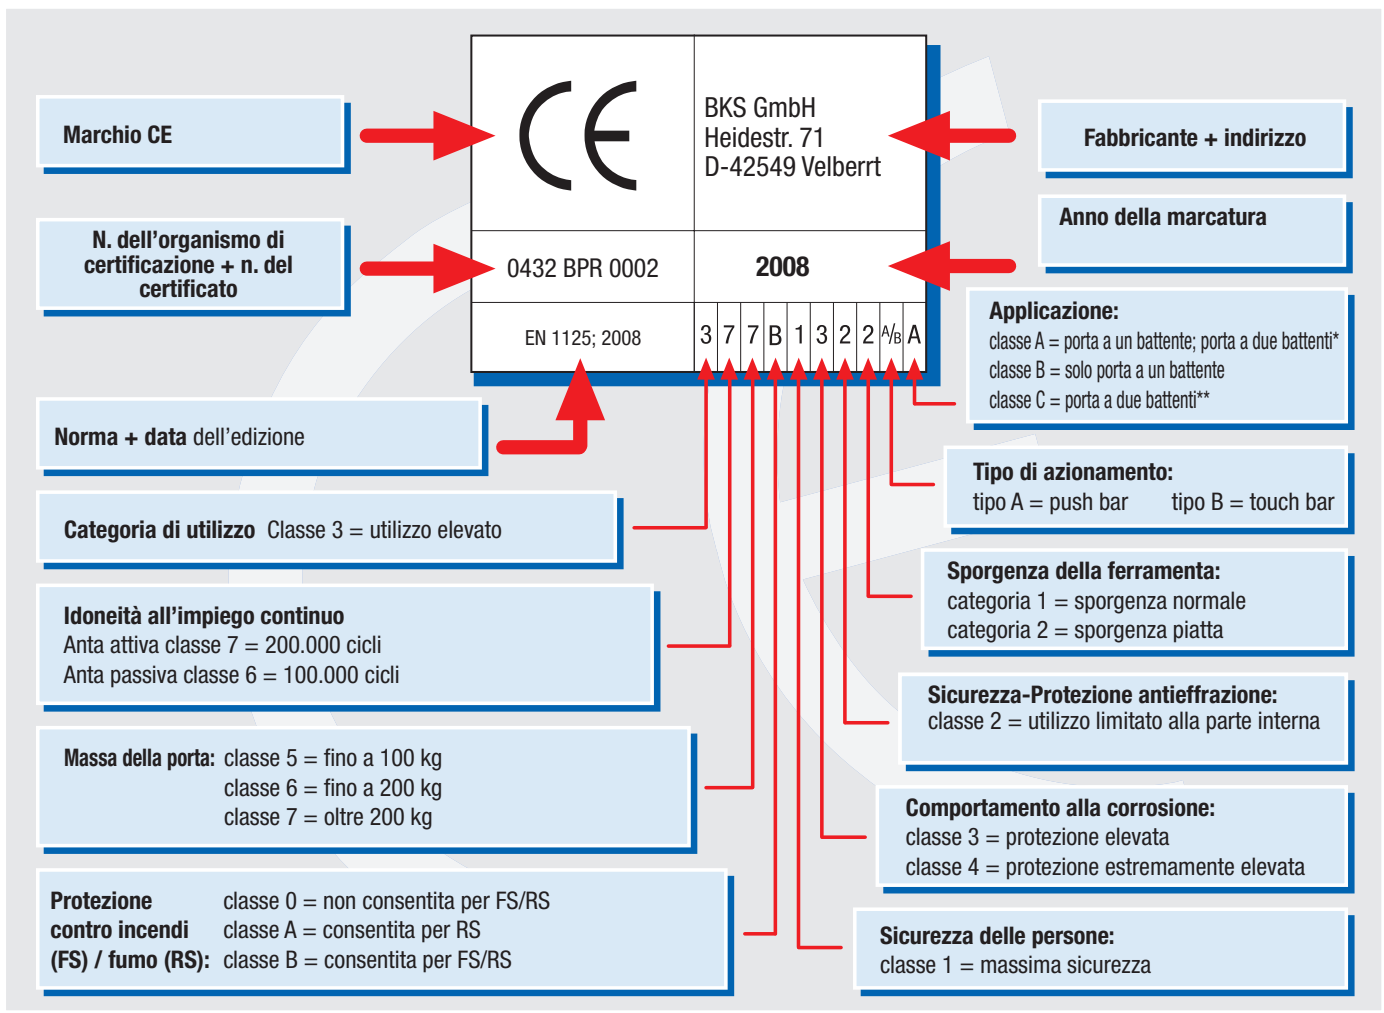 CE
BKS GmbH
Heidestr. 71
D-42549 Velberrt
0432 BPR 0002
2008
EN 1125; 2008
3 7 7 B 1 3 2 2 A/B A
Marchio CE
N. dell'organismo di
certificazione + n. del
certificato
Norma + data dell'edizione
Categoria di utilizzo Classe 3 = utilizzo elevato
Idoneità all'impiego continuo
Anta attiva classe 7 = 200.000 cicli
Anta passiva classe 6 = 100.000 cicli
Massa della porta: classe 5 = fino a 100 kg
classe 6 = fino a 200 kg
classe 7 = oltre 200 kg
Protezione classe 0 = non consentita per FS/RS
contro incendi classe A = consentita per RS
(FS) / fumo (RS): classe B = consentita per FS/RS
Fabbricante + indirizzo
Anno della marcatura
Applicazione:
classe A = porta a un battente; porta a due battenti*
classe B = solo porta a un battente
classe C = porta a due battenti**
Tipo di azionamento:
tipo A = push bar tipo B = touch bar
Sporgenza della ferramenta:
categoria 1 = sporgenza normale
categoria 2 = sporgenza piatta
Sicurezza-Protezione antieffrazione:
classe 2 = utilizzo limitato alla parte interna
Comportamento alla corrosione:
classe 3 = protezione elevata
classe 4 = protezione estremamente elevata
Sicurezza delle persone:
classe 1 = massima sicurezza